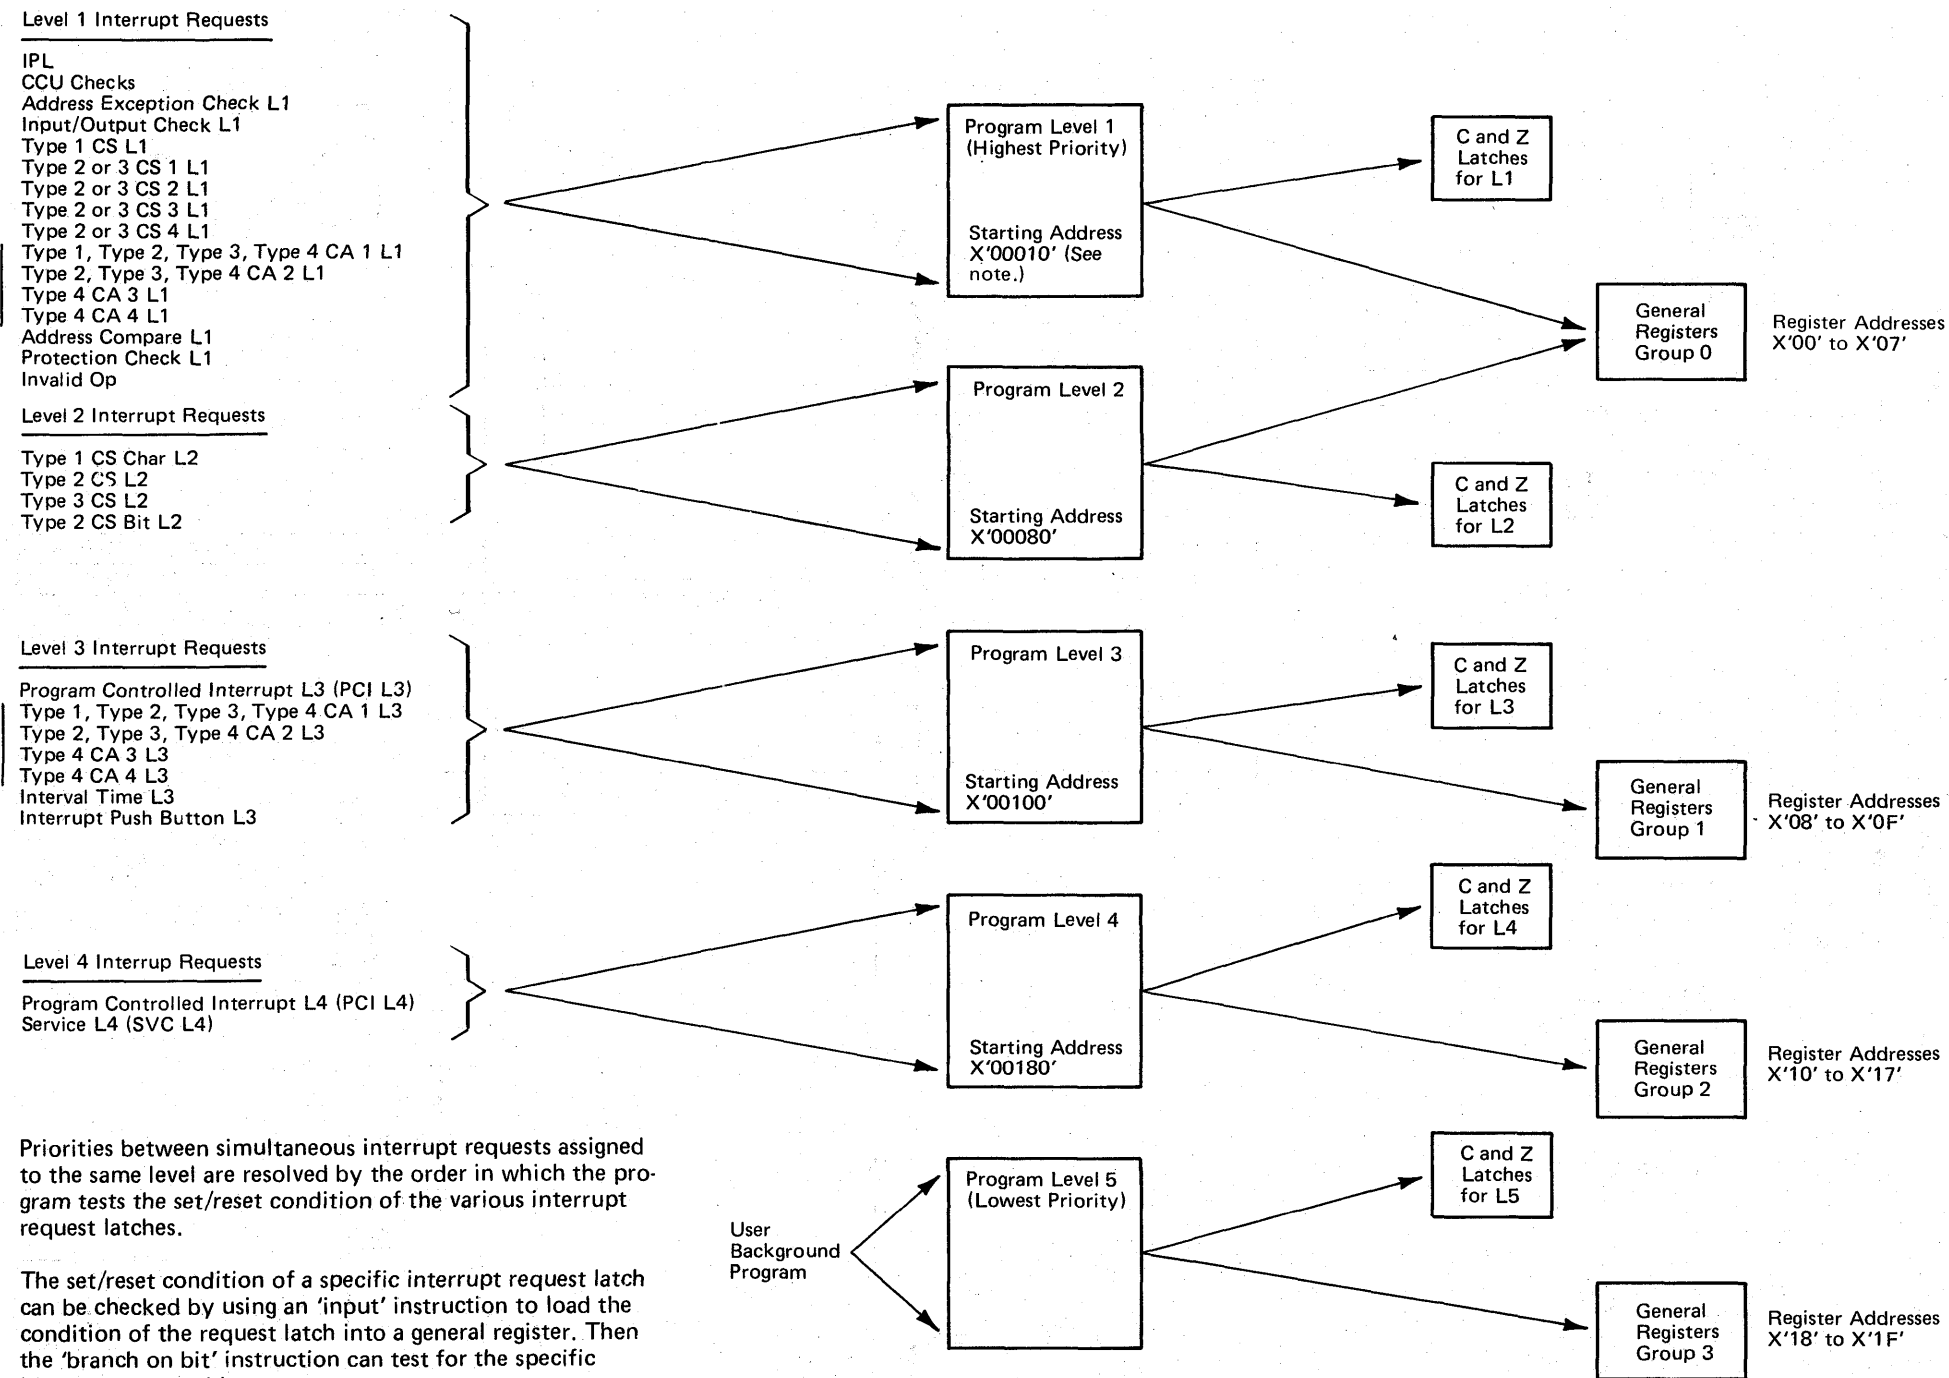 Level 1 Interrupt Requests
IPL
CCU Checks
Address Exception Check L1
Input/Output Check L1
Type 1 CS L1
Type 2 or 3 CS 1 L1
Type 2 or 3 CS 2 L1
Type 2 or 3 CS 3 L1
Type 2 or 3 CS 4 L1
Type 1, Type 2, Type 3, Type 4 CA 1 L1
Type 2, Type 3, Type 4 CA 2 L1
Type 4 CA 3 L1
Type 4 CA 4 L1
Address Compare L1
Protection Check L1
Invalid Op
Program Level 1
(Highest Priority)
Starting Address
X'00010' (See
note.)
C and Z
Latches
for L1
General
Registers
Group 0
Register Addresses
X'00' to X'07'
Level 2 Interrupt Requests
Type 1 CS Char L2
Type 2 CS L2
Type 3 CS L2
Type 2 CS Bit L2
Program Level 2
Starting Address
X'00080'
C and Z
Latches
for L2
Level 3 Interrupt Requests
Program Controlled Interrupt L3 (PCI L3)
Type 1, Type 2, Type 3, Type 4 CA 1 L3
Type 2, Type 3, Type 4 CA 2 L3
Type 4 CA 3 L3
Type 4 CA 4 L3
Interval Time L3
Interrupt Push Button L3
Program Level 3
Starting Address
X'00100'
C and Z
Latches
for L3
General
Registers
Group 1
Register Addresses
X'08' to X'0F'
Level 4 Interrup Requests
Program Controlled Interrupt L4 (PCI L4)
Service L4 (SVC L4)
Program Level 4
Starting Address
X'00180'
C and Z
Latches
for L4
General
Registers
Group 2
Register Addresses
X'10' to X'17'
Priorities between simultaneous interrupt requests assigned
to the same level are resolved by the order in which the pro-
gram tests the set/reset condition of the various interrupt
request latches.
The set/reset condition of a specific interrupt request latch
can be checked by using an 'input' instruction to load the
condition of the request latch into a general register. Then
the 'branch on bit' instruction can test for the specific
User
Background
Program
Program Level 5
(Lowest Priority)
C and Z
Latches
for L5
General
Registers
Group 3
Register Addresses
X'18' to X'1F'